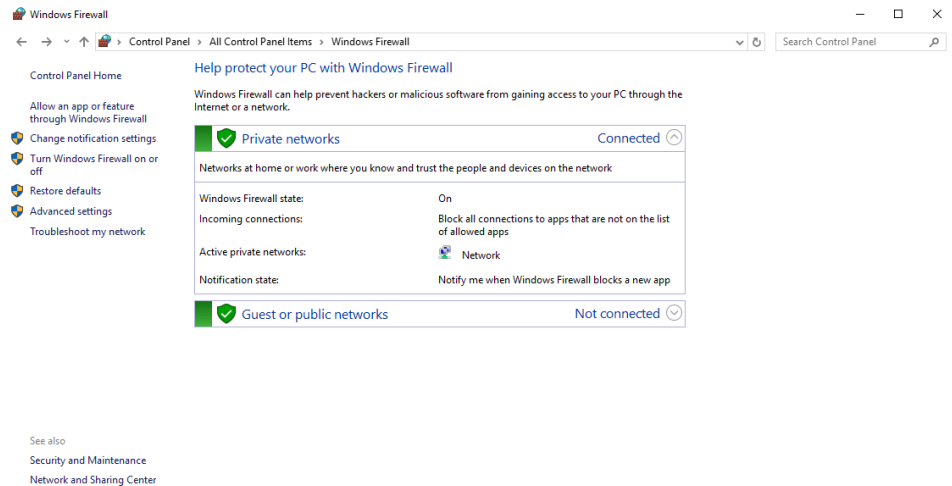 Windows Firewall
Control Panel > All Control Panel Items > Windows Firewall
Search Control Panel
Control Panel Home
Allow an app or feature
through Windows Firewall
Change notification settings
Turn Windows Firewall on or
off
Restore defaults
Advanced settings
Troubleshoot my network
Help protect your PC with Windows Firewall
Windows Firewall can help prevent hackers or malicious software from gaining access to your PC through the
Internet or a network.
Private networks Connected
Networks at home or work where you know and trust the people and devices on the network
Windows Firewall state: On
Incoming connections: Block all connections to apps that are not on the list
of allowed apps
Active private networks: Network
Notification state: Notify me when Windows Firewall blocks a new app
Guest or public networks Not connected
See also
Security and Maintenance
Network and Sharing Center